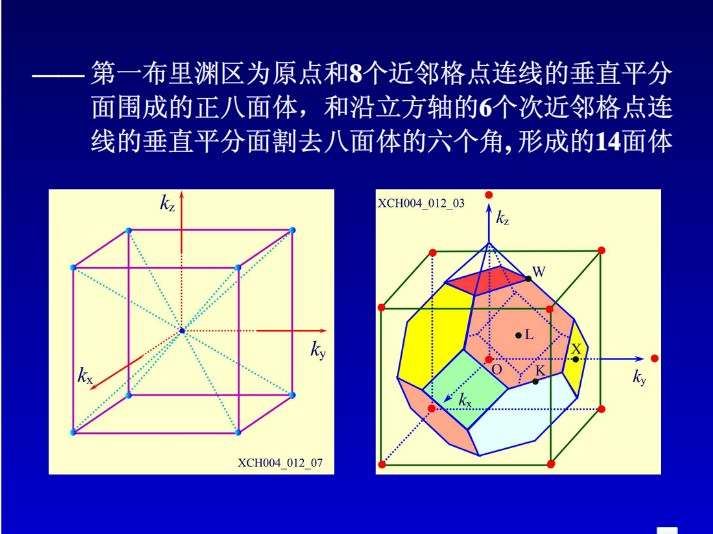 —— 第一布里渊区为原点和8个近邻格点连线的垂直平分
面围成的正八面体，和沿立方轴的6个次近邻格点连
线的垂直平分面割去八面体的六个角, 形成的14面体
kz
ky
kx
XCH004_012_07
XCH004_012_03
kz
W
L
X
O
K
ky
kx